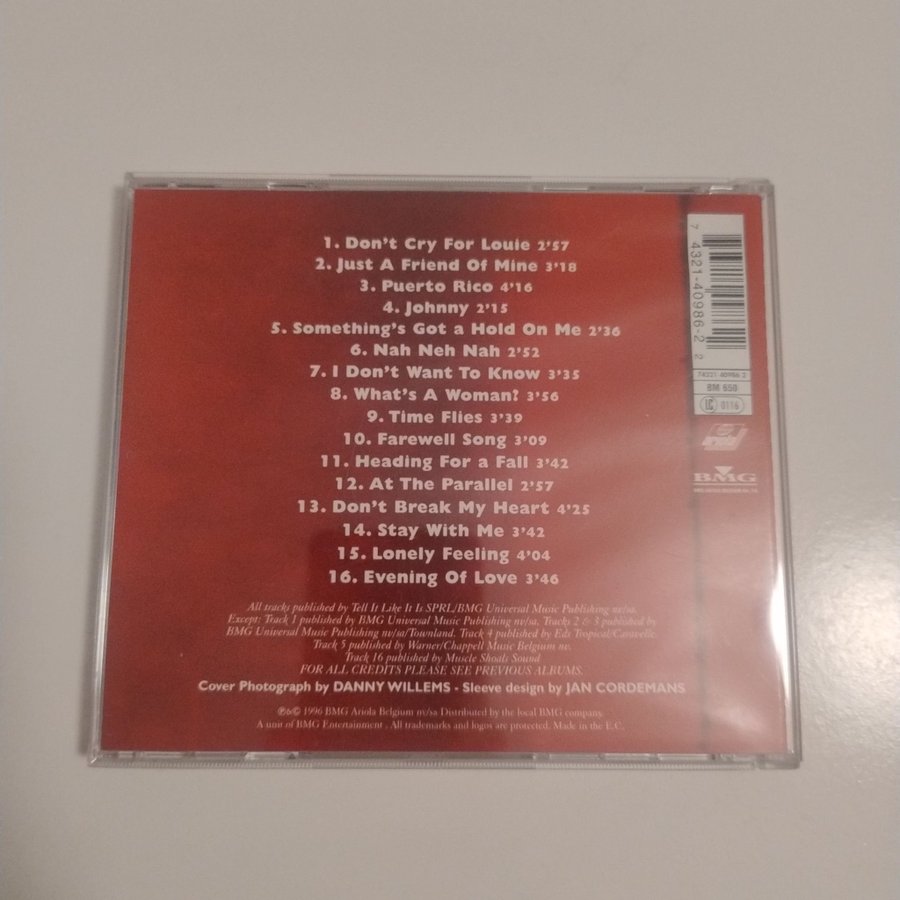 1. Don't Cry For Louie 2'57
2. Just A Friend Of Mine 3'18
3. Puerto Rico 4'16
4. Johnny 2'15
5. Something's Got a Hold On Me 2'36
6. Nah Neh Nah 2'52
7. I Don't Want To Know 3'35
8. What's A Woman? 3'56
9. Time Flies 3'39
10. Farewell Song 3'09
11. Heading For a Fall 3'42
12. At The Parallel 2'57
13. Don't Break My Heart 4'25
14. Stay With Me 3'42
15. Lonely Feeling 4'04
16. Evening Of Love 3'46
All tracks published by Tell It Like It Is SPRL/BMG Universal Music Publishing nv/sa.
Except: Track 1 published by BMG Universal Music Publishing nv/sa, Tracks 2 & 3 published by
BMG Universal Music Publishing nv/sa/Townland. Track 4 published by Eds Tropical/Caravelle.
Track 5 published by Warner/Chappell Music Belgium nv.
Track 16 published by Muscle Shoals Sound
FOR ALL CREDITS PLEASE SEE PREVIOUS ALBUMS.
Cover Photograph by DANNY WILLEMS - Sleeve design by JAN CORDEMANS
℗&© 1996 BMG Ariola Belgium nv/sa Distributed by the local BMG company.
A unit of BMG Entertainment . All trademarks and logos are protected. Made in the E.C.
7 4321-40986-2 2
74321 40986 2
BM 650
LC 0116
ariola
BMG